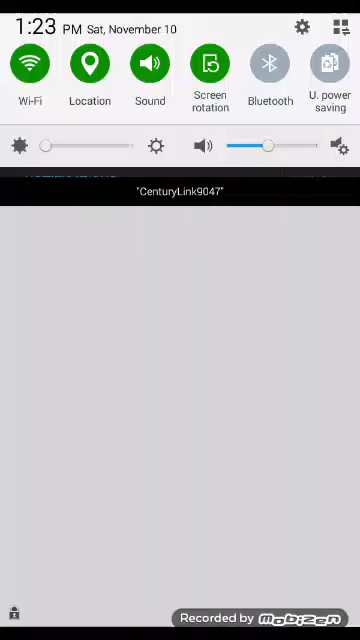 1:23 PM Sat, November 10
Wi-Fi
Location
Sound
Screen
rotation
Bluetooth
U. power
saving
"CenturyLink9047"
Recorded by mobizen